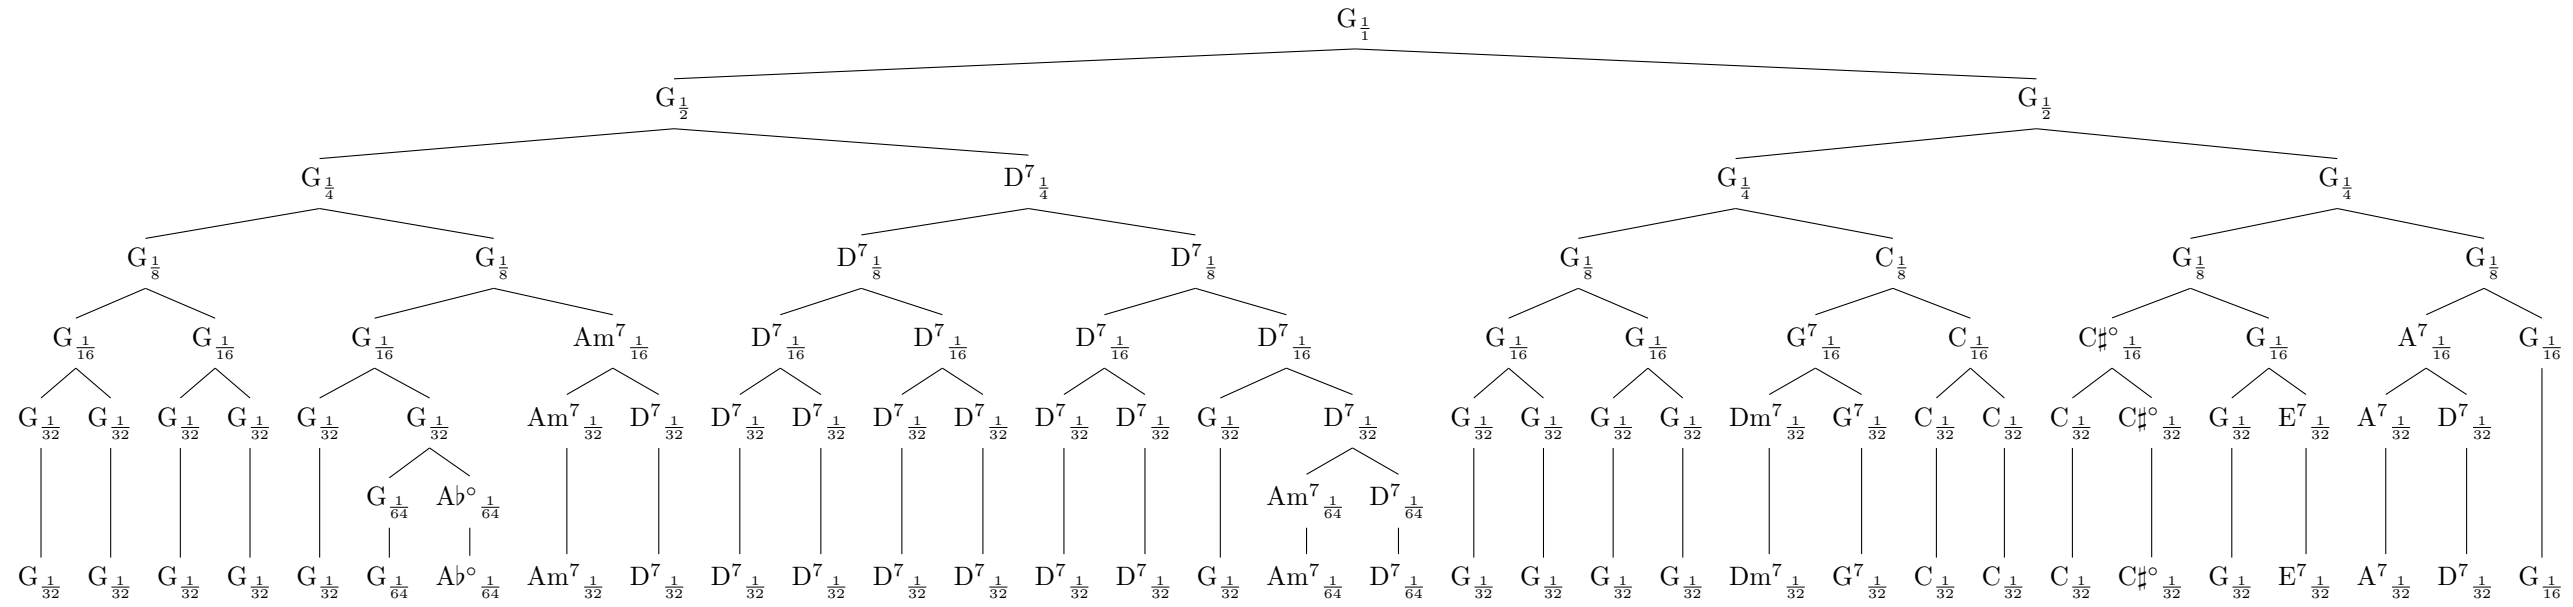 G 1/1
G 1/2 G 1/2
G 1/4 D⁷ 1/4 G 1/4 G 1/4
G 1/8 G 1/8 D⁷ 1/8 D⁷ 1/8 G 1/8 C 1/8 G 1/8 G 1/8
G 1/16 G 1/16 G 1/16 Am⁷ 1/16 D⁷ 1/16 D⁷ 1/16 D⁷ 1/16 D⁷ 1/16 G 1/16 G 1/16 G⁷ 1/16 C 1/16 C♯° 1/16 G 1/16 A⁷ 1/16 G 1/16
G 1/32 G 1/32 G 1/32 G 1/32 G 1/32 G 1/32 Am⁷ 1/32 D⁷ 1/32 D⁷ 1/32 D⁷ 1/32 D⁷ 1/32 D⁷ 1/32 D⁷ 1/32 D⁷ 1/32 G 1/32 D⁷ 1/32 G 1/32 G 1/32 G 1/32 G 1/32 Dm⁷ 1/32 G⁷ 1/32 C 1/32 C 1/32 C 1/32 C♯° 1/32 G 1/32 E⁷ 1/32 A⁷ 1/32 D⁷ 1/32
G 1/64 A♭° 1/64 Am⁷ 1/64 D⁷ 1/64
G 1/32 G 1/32 G 1/32 G 1/32 G 1/32 G 1/64 A♭° 1/64 Am⁷ 1/32 D⁷ 1/32 D⁷ 1/32 D⁷ 1/32 D⁷ 1/32 D⁷ 1/32 D⁷ 1/32 D⁷ 1/32 G 1/32 Am⁷ 1/64 D⁷ 1/64 G 1/32 G 1/32 G 1/32 G 1/32 Dm⁷ 1/32 G⁷ 1/32 C 1/32 C 1/32 C 1/32 C♯° 1/32 G 1/32 E⁷ 1/32 A⁷ 1/32 D⁷ 1/32 G 1/16